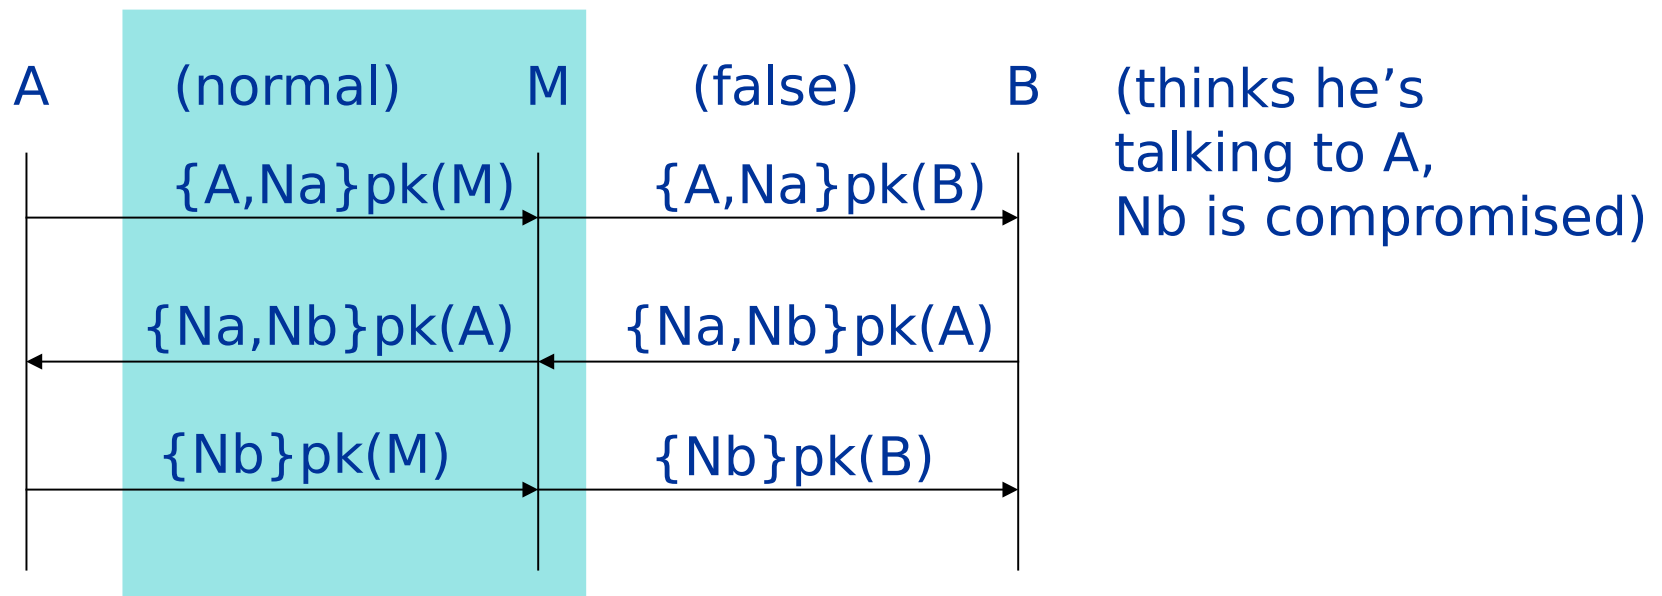 A (normal) M (false) B
(thinks he’s
talking to A,
Nb is compromised)
{A,Na}pk(M) {A,Na}pk(B)
{Na,Nb}pk(A) {Na,Nb}pk(A)
{Nb}pk(M) {Nb}pk(B)